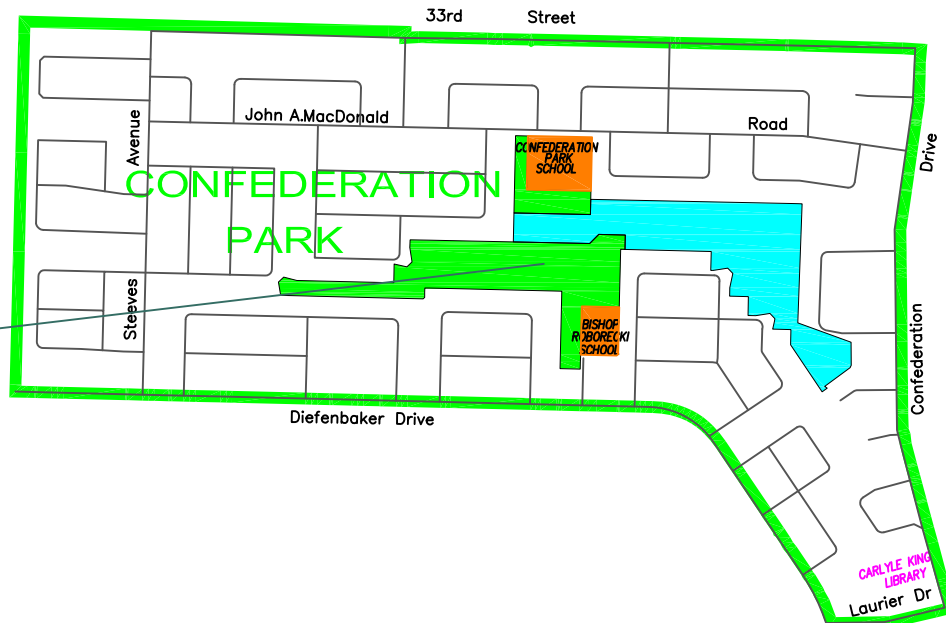 33rd Street
John A.MacDonald Road
Avenue
Steeves
CONFEDERATION
PARK
CONFEDERATION
PARK
SCHOOL
BISHOP
ROBORECKI
SCHOOL
Drive
Confederation
Diefenbaker Drive
CARLYLE KING
LIBRARY
Laurier Dr